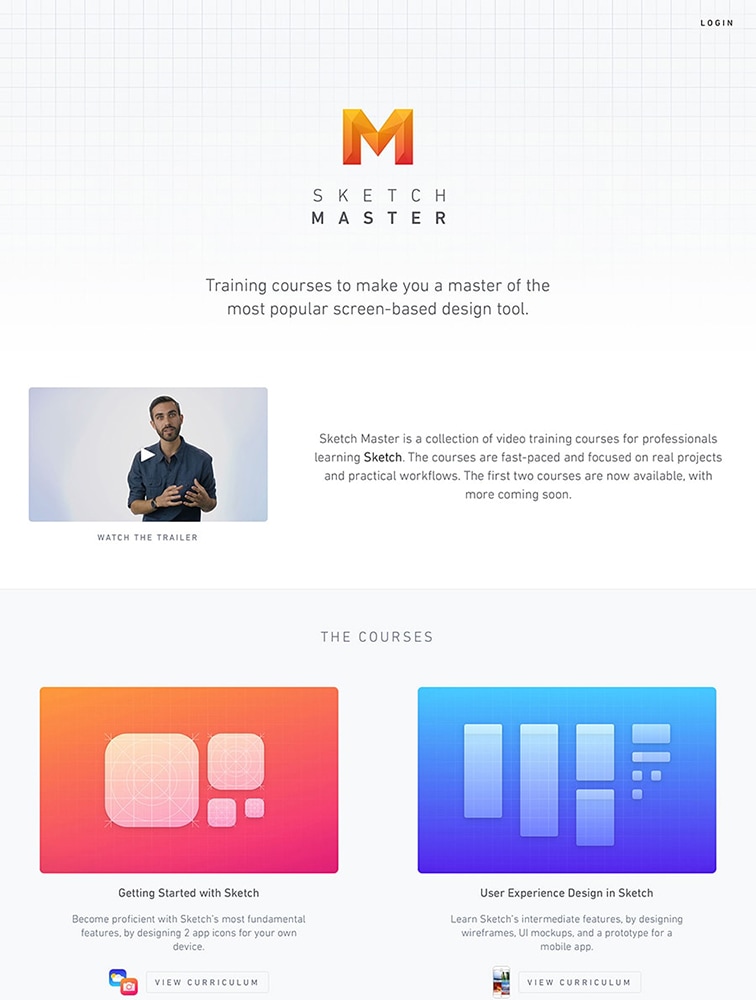 LOGIN
SKETCH
MASTER
Training courses to make you a master of the
most popular screen-based design tool.
Sketch Master is a collection of video training courses for professionals
learning Sketch. The courses are fast-paced and focused on real projects
and practical workflows. The first two courses are now available, with
more coming soon.
WATCH THE TRAILER
THE COURSES
Getting Started with Sketch
Become proficient with Sketch's most fundamental
features, by designing 2 app icons for your own
device.
VIEW CURRICULUM
User Experience Design in Sketch
Learn Sketch's intermediate features, by designing
wireframes, UI mockups, and a prototype for a
mobile app.
VIEW CURRICULUM